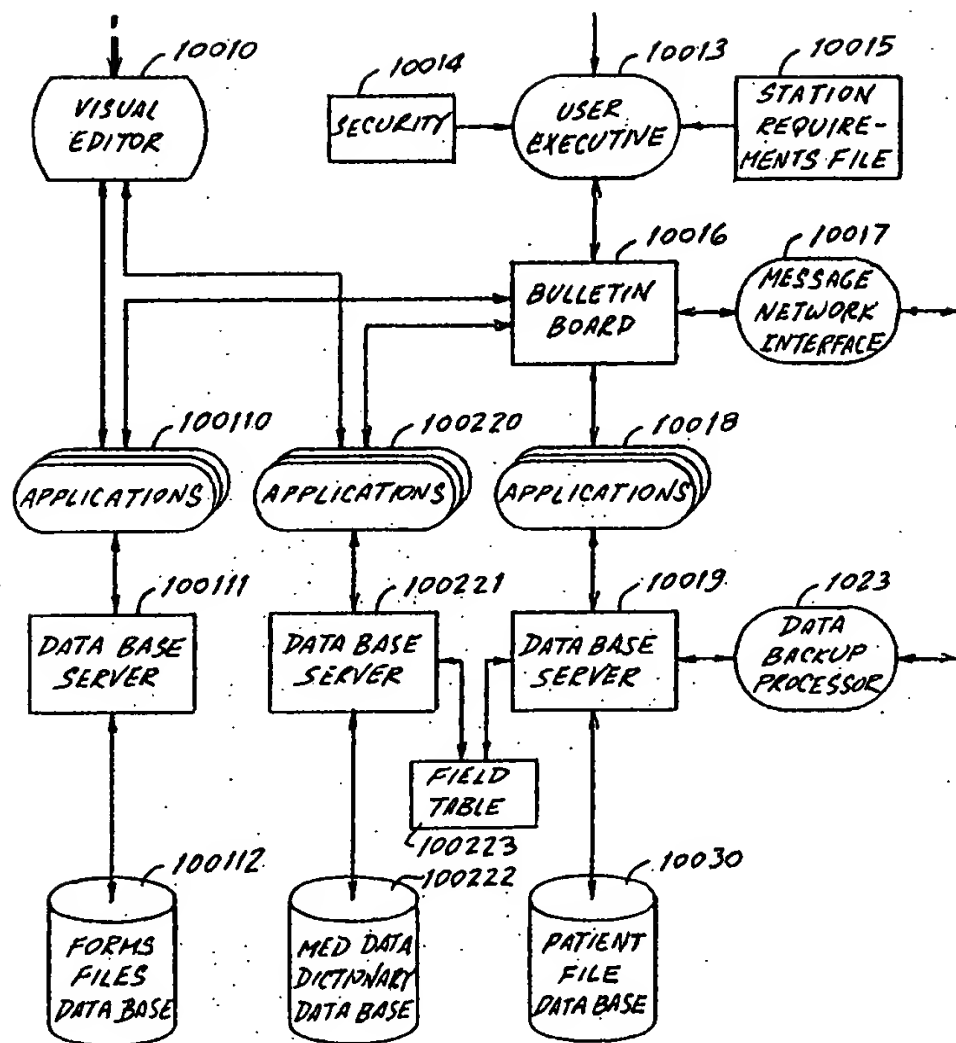 10010
VISUAL
EDITOR
10014
SECURITY
10013
USER
EXECUTIVE
10015
STATION
REQUIRE-
MENTS FILE
10016
BULLETIN
BOARD
10017
MESSAGE
NETWORK
INTERFACE
100110
APPLICATIONS
100220
APPLICATIONS
10018
APPLICATIONS
100111
DATA BASE
SERVER
100221
DATA BASE
SERVER
10019
DATA BASE
SERVER
1023
DATA
BACKUP
PROCESSOR
FIELD
TABLE
100223
100112
FORMS
FILES
DATA BASE
100222
MED DATA
DICTIONARY
DATA BASE
10030
PATIENT
FILE
DATA BASE